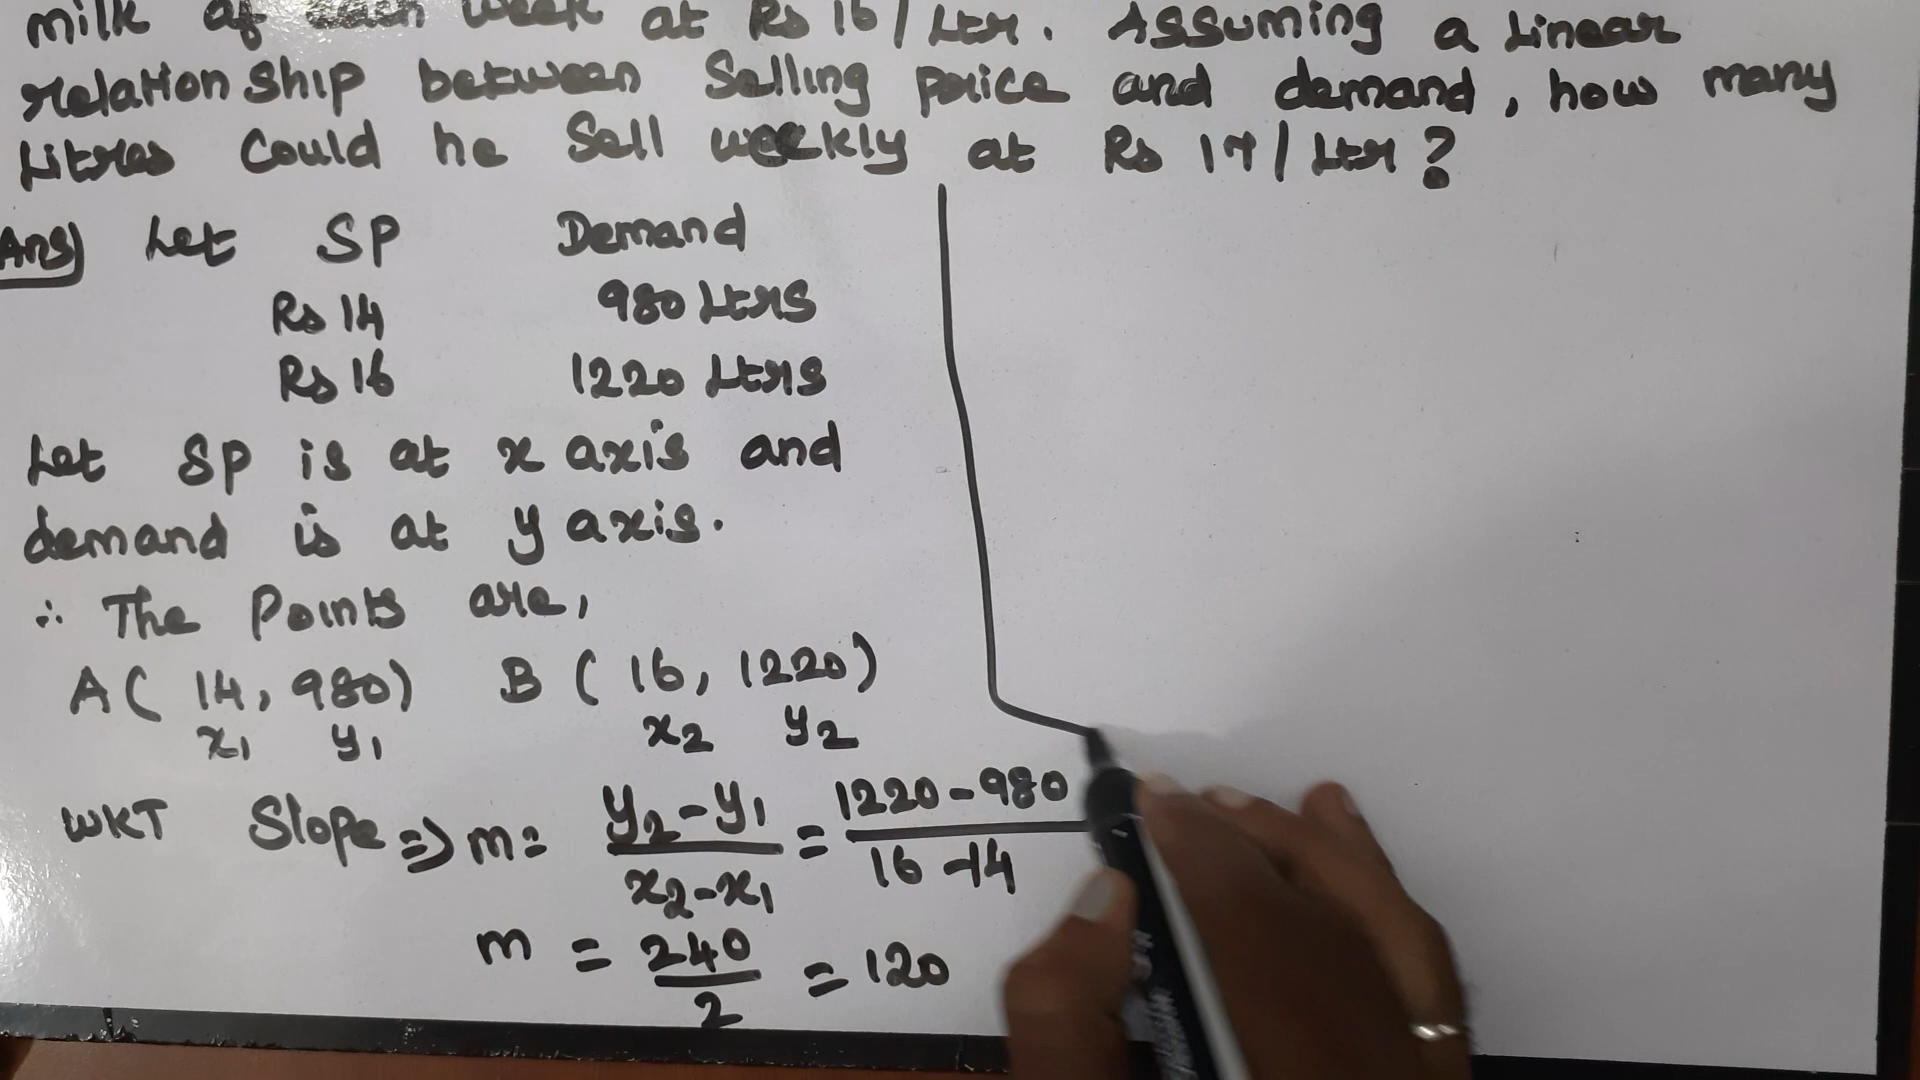 milk of each week at Rs 16/Ltr. Assuming a Linear
relationship between Selling price and demand, how many
Litres Could he Sell weekly at Rs 17/Ltr?
Ans) Let SP Demand
Rs 14 980 Ltrs
Rs 16 1220 Ltrs
Let SP is at x axis and
demand is at y axis.
∴ The Points are,
A( 14, 980) B ( 16, 1220)
x1 y1 x2 y2
WKT Slope => m = y2-y1/x2-x1 = 1220-980/16-14
m = 240/2 = 120